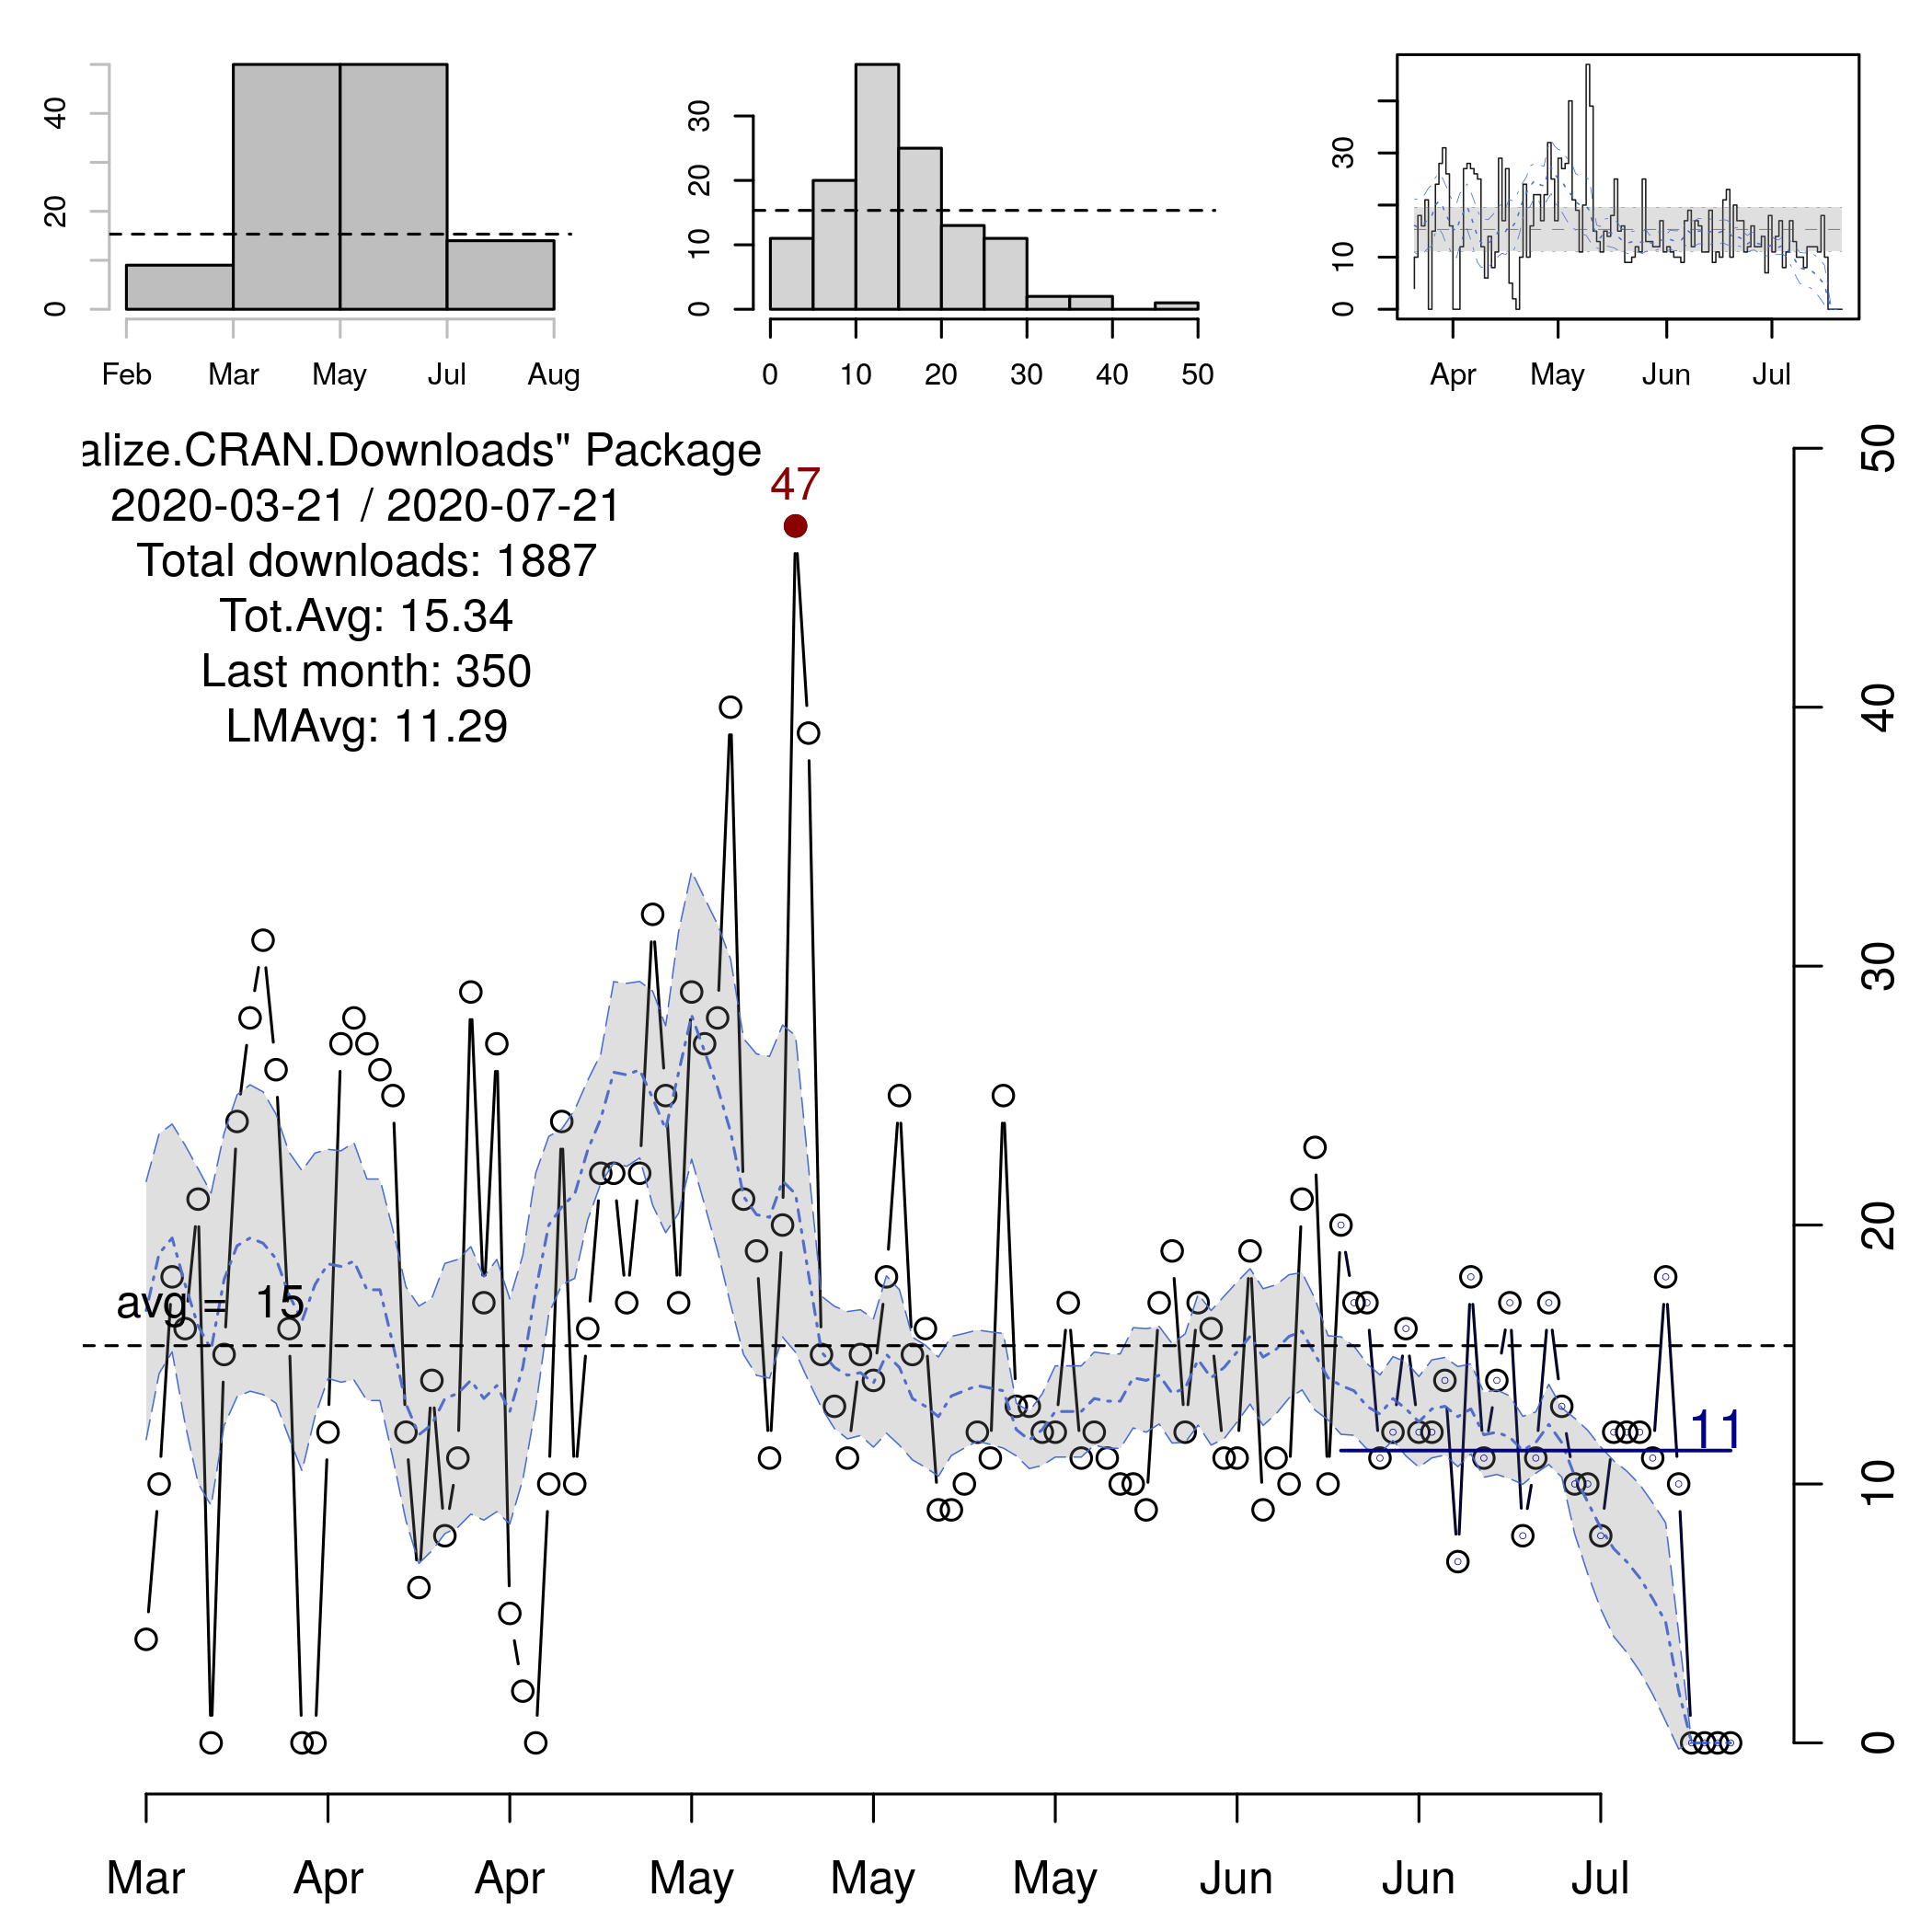 40
20
0
Feb Mar May Jul Aug
30
20
10
0
0 10 20 30 40 50
30
10
0
Apr May Jun Jul
alize.CRAN.Downloads" Package
2020-03-21 / 2020-07-21
Total downloads: 1887
Tot.Avg: 15.34
Last month: 350
LMAvg: 11.29
47
avg = 15
11
50
40
30
20
10
0
Mar Apr Apr May May May Jun Jun Jul